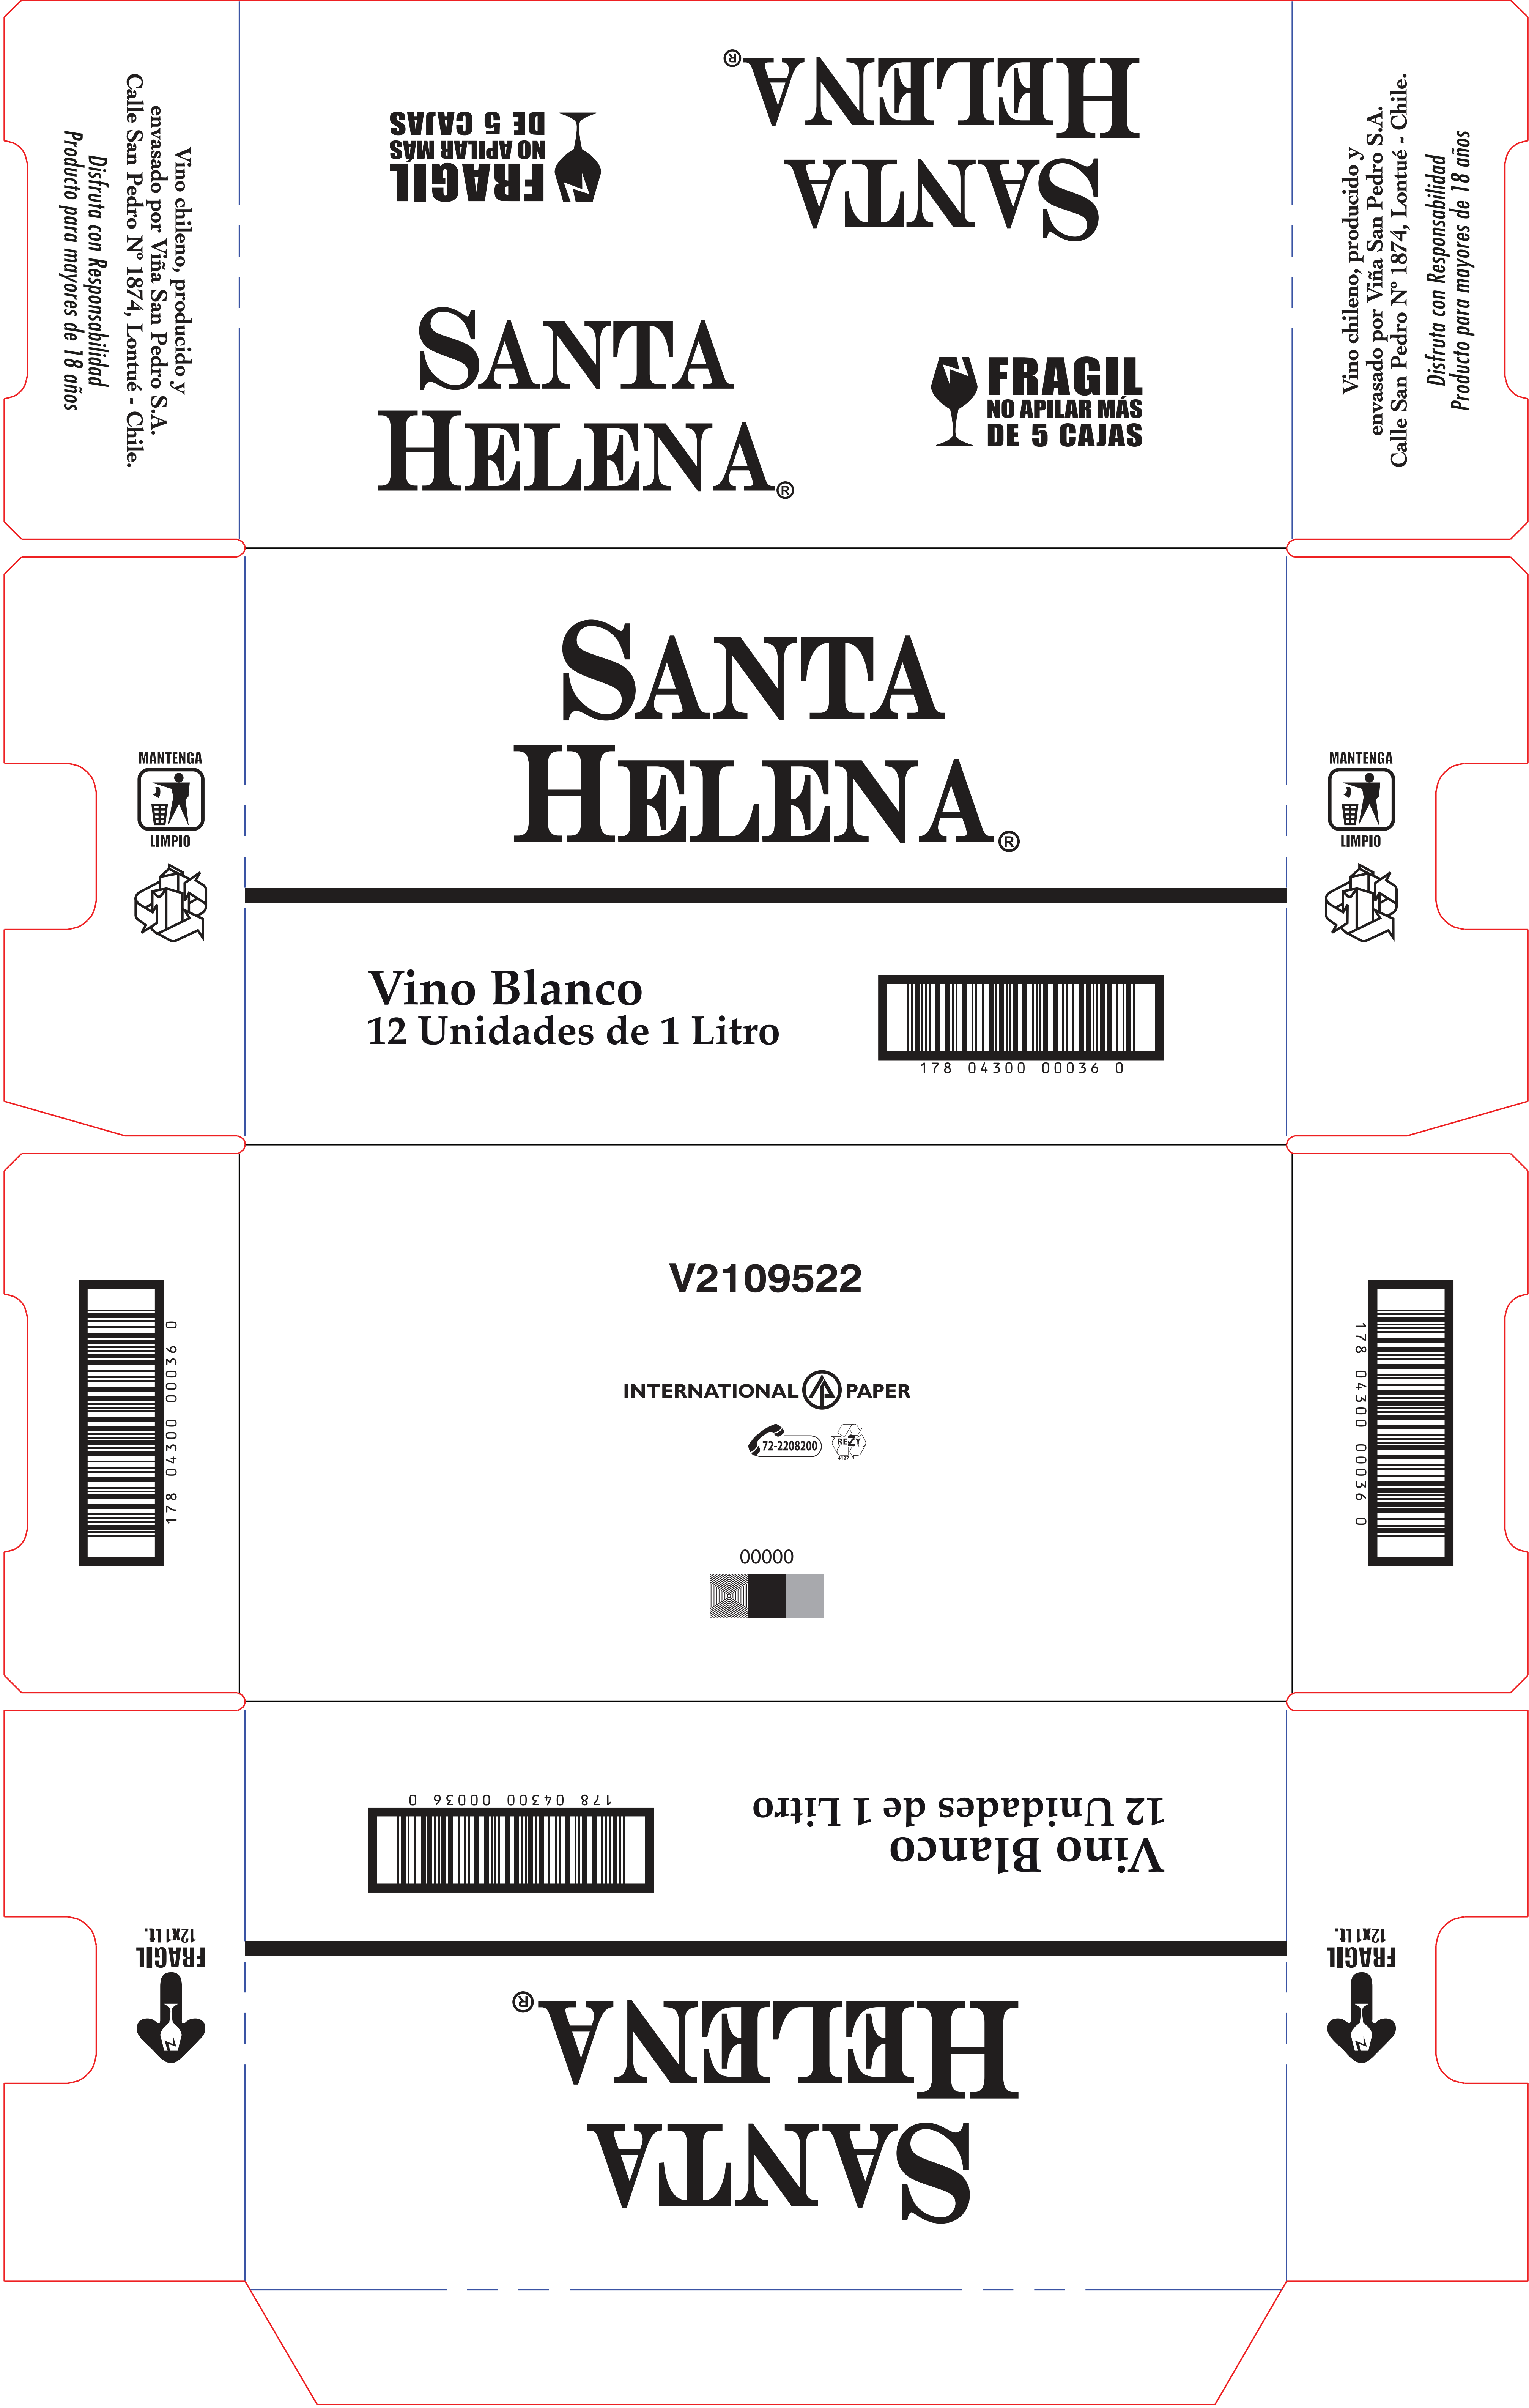 Vino chileno, producido y
envasado por Viña San Pedro S.A.
Calle San Pedro Nº 1874, Lontué - Chile.
Disfruta con Responsabilidad
Producto para mayores de 18 años
SANTA
HELENA®
FRAGIL
NO APILAR MÁS
DE 5 CAJAS
SANTA
HELENA®
FRAGIL
NO APILAR MÁS
DE 5 CAJAS
Vino chileno, producido y
envasado por Viña San Pedro S.A.
Calle San Pedro Nº 1874, Lontué - Chile.
Disfruta con Responsabilidad
Producto para mayores de 18 años
MANTENGA
LIMPIO
SANTA
HELENA®
Vino Blanco
12 Unidades de 1 Litro
178 04300 00036 0
MANTENGA
LIMPIO
178 04300 00036 0
V2109522
INTERNATIONAL PAPER
72-2208200
REZY
4127
00000
178 04300 00036 0
FRAGIL
12x1 Lt.
SANTA
HELENA®
Vino Blanco
12 Unidades de 1 Litro
178 04300 00036 0
FRAGIL
12x1 Lt.